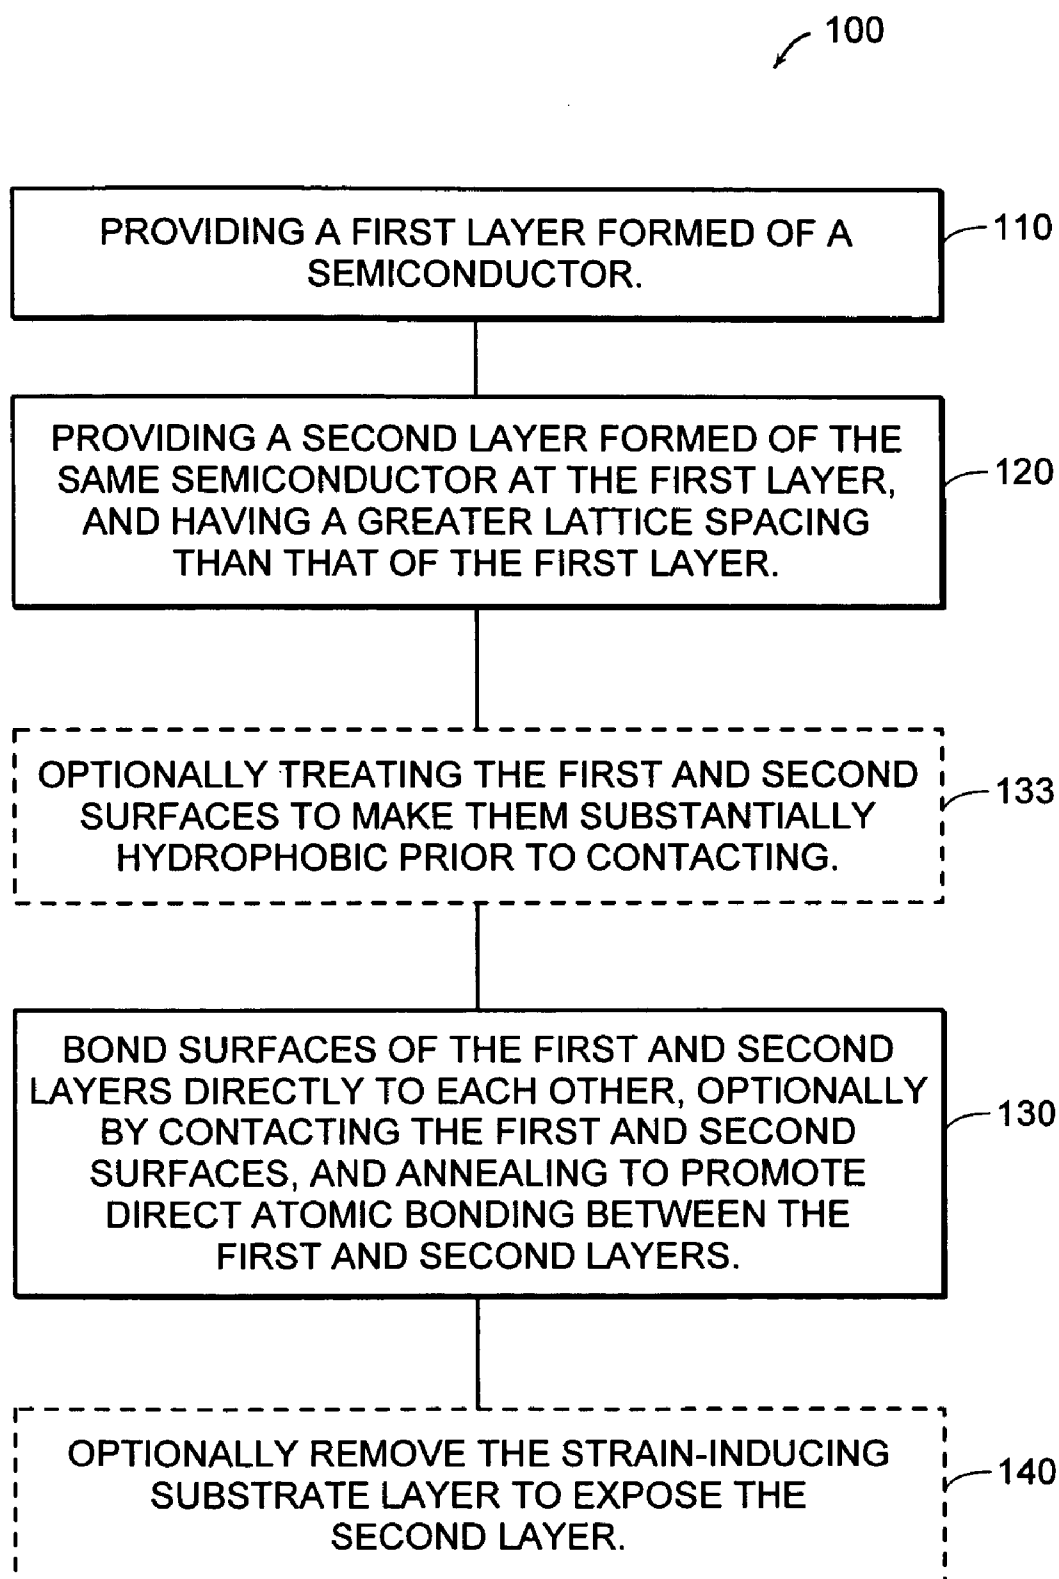 100
PROVIDING A FIRST LAYER FORMED OF A
SEMICONDUCTOR.
110
PROVIDING A SECOND LAYER FORMED OF THE
SAME SEMICONDUCTOR AT THE FIRST LAYER,
AND HAVING A GREATER LATTICE SPACING
THAN THAT OF THE FIRST LAYER.
120
OPTIONALLY TREATING THE FIRST AND SECOND
SURFACES TO MAKE THEM SUBSTANTIALLY
HYDROPHOBIC PRIOR TO CONTACTING.
133
BOND SURFACES OF THE FIRST AND SECOND
LAYERS DIRECTLY TO EACH OTHER, OPTIONALLY
BY CONTACTING THE FIRST AND SECOND
SURFACES, AND ANNEALING TO PROMOTE
DIRECT ATOMIC BONDING BETWEEN THE
FIRST AND SECOND LAYERS.
130
OPTIONALLY REMOVE THE STRAIN-INDUCING
SUBSTRATE LAYER TO EXPOSE THE
SECOND LAYER.
140